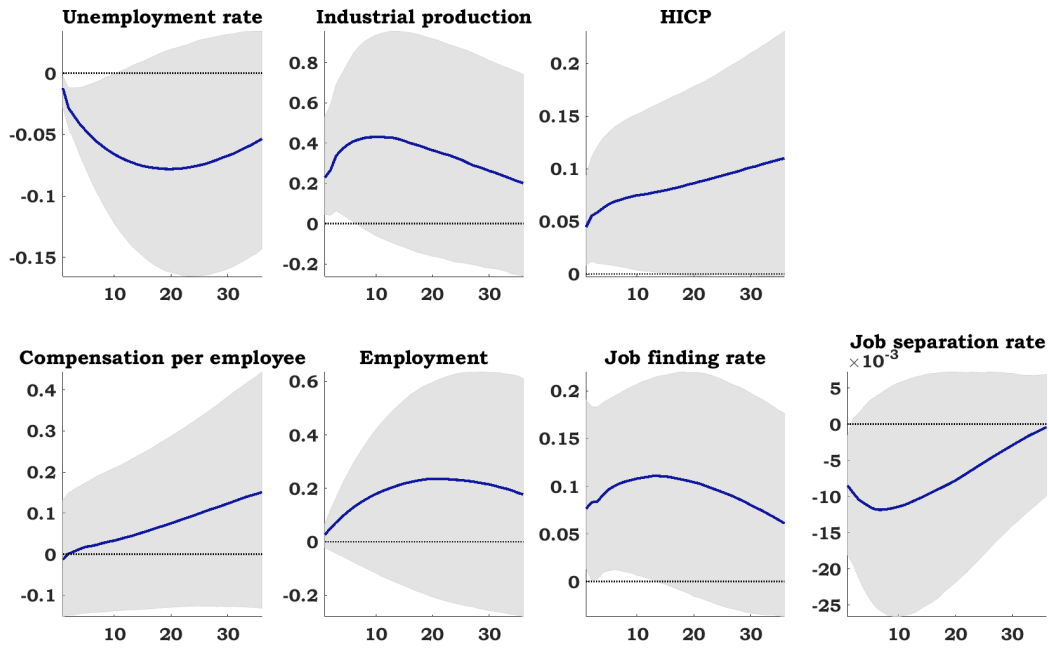 Unemployment rate
0
-0.05
-0.1
-0.15
10 20 30
Industrial production
0.8
0.6
0.4
0.2
0
-0.2
10 20 30
HICP
0.2
0.15
0.1
0.05
0
10 20 30
Compensation per employee
0.4
0.3
0.2
0.1
0
-0.1
10 20 30
Employment
0.6
0.4
0.2
0
-0.2
10 20 30
Job finding rate
0.2
0.15
0.1
0.05
0
10 20 30
Job separation rate
× 10-3
5
0
-5
-10
-15
-20
-25
10 20 30